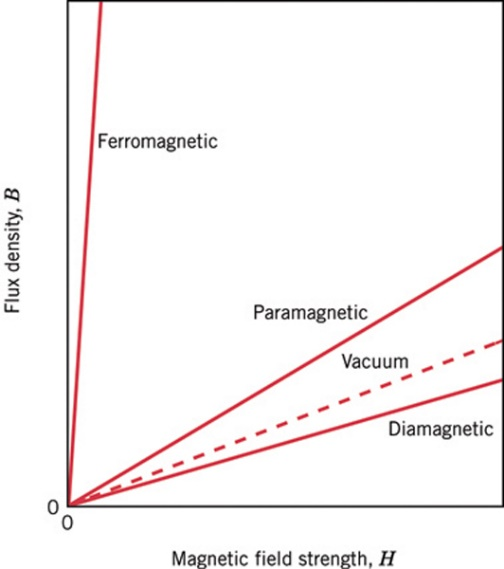 Ferromagnetic
Flux density, B
Paramagnetic
Vacuum
Diamagnetic
0
0
Magnetic field strength, H